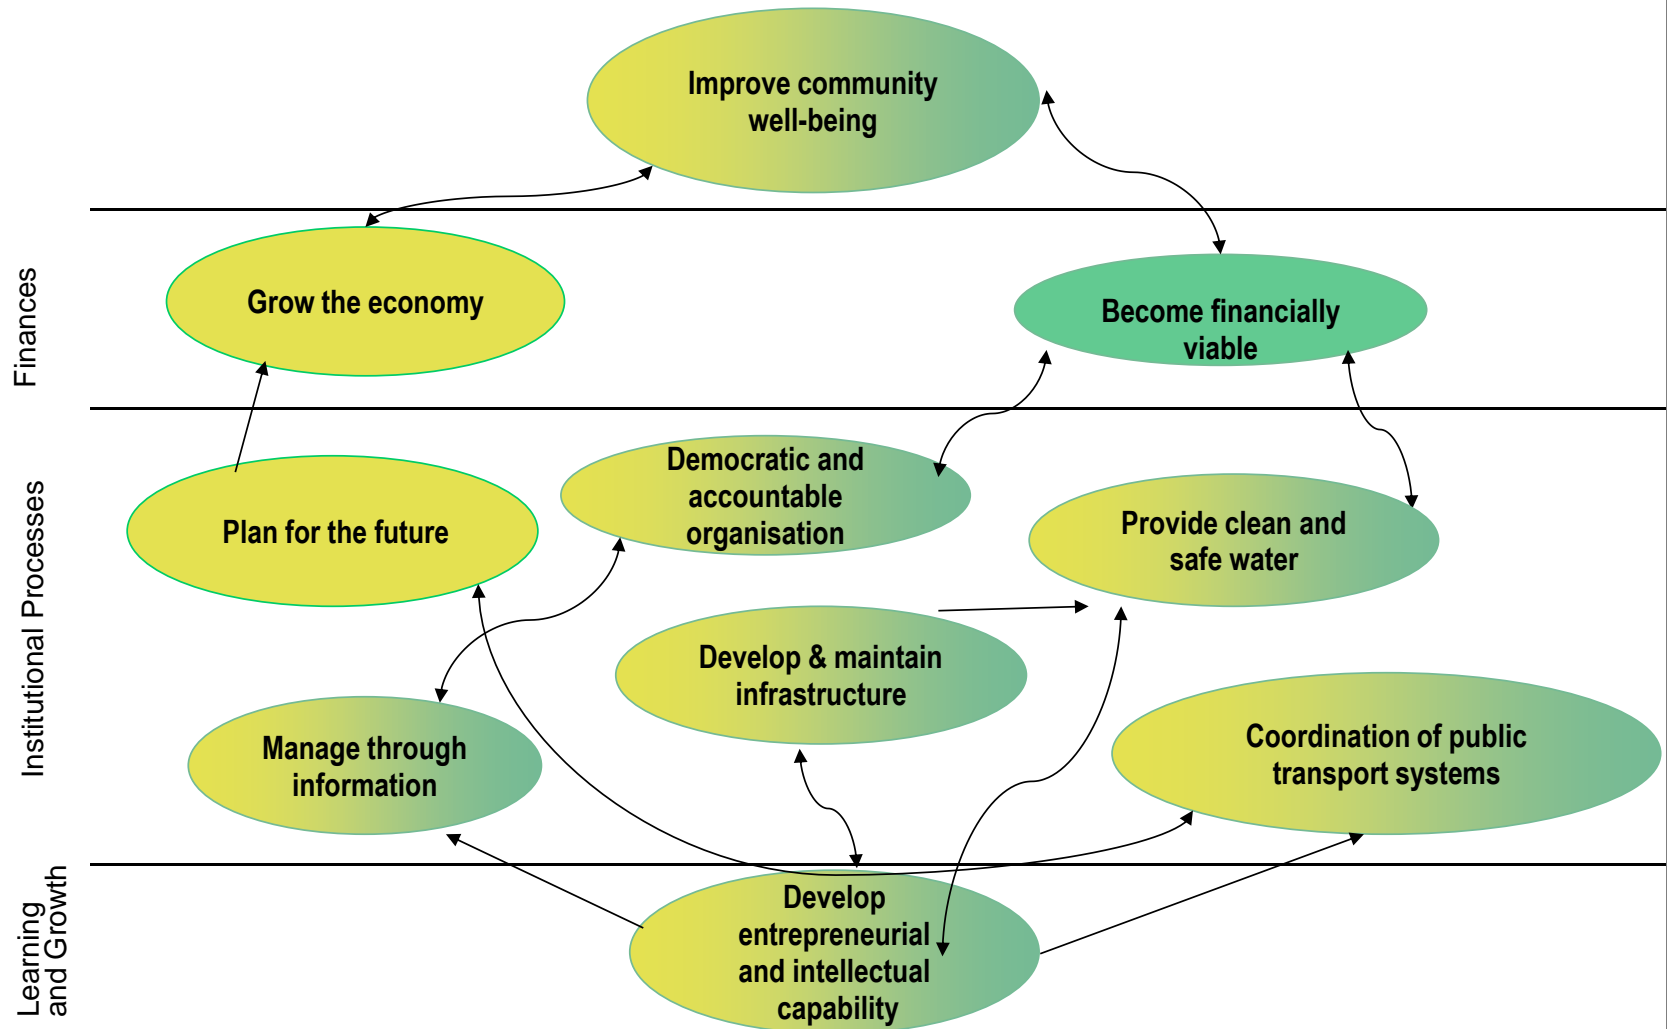 Improve community
well-being
Finances
Grow the economy
Become financially
viable
Institutional Processes
Democratic and
accountable
organisation
Plan for the future
Provide clean and
safe water
Develop & maintain
infrastructure
Manage through
information
Coordination of public
transport systems
Learning
and Growth
Develop
entrepreneurial
and intellectual
capability